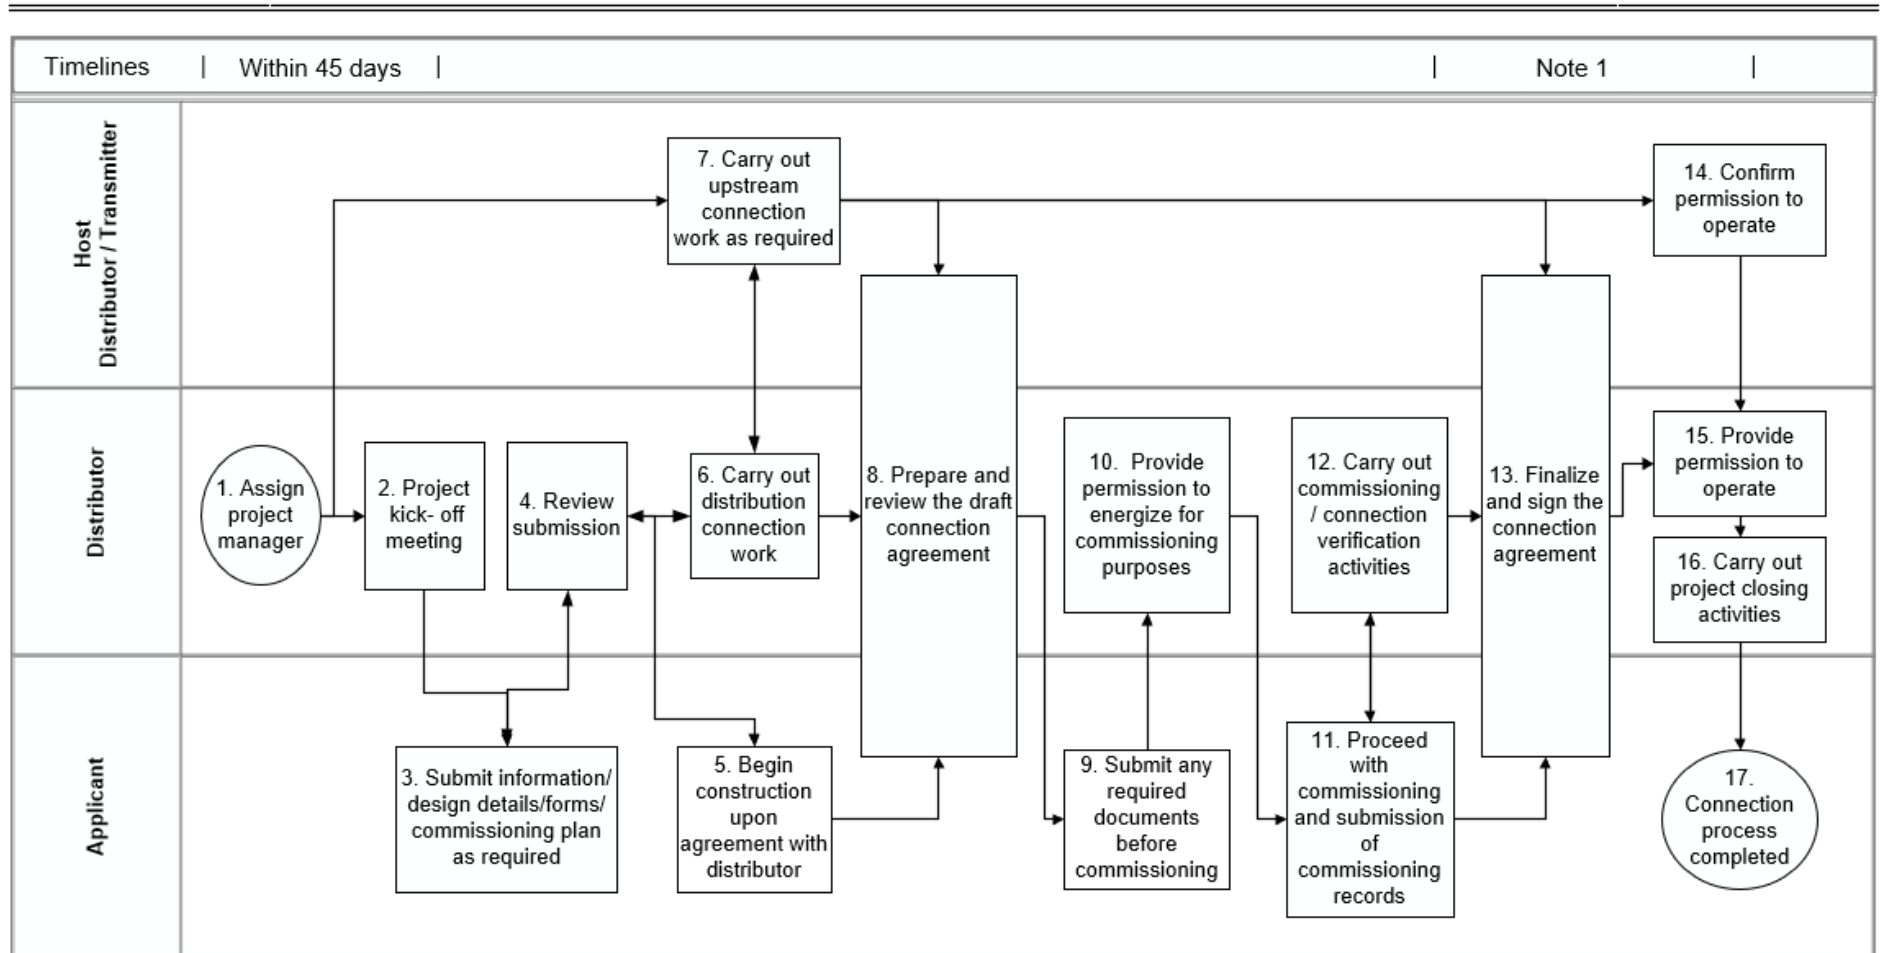 Timelines | Within 45 days | | Note 1 |
Host
Distributor / Transmitter
7. Carry out
upstream
connection
work as required
14. Confirm
permission to
operate
Distributor
1. Assign
project
manager
2. Project
kick- off
meeting
4. Review
submission
6. Carry out
distribution
connection
work
8. Prepare and
review the draft
connection
agreement
10. Provide
permission to
energize for
commissioning
purposes
12. Carry out
commissioning
/ connection
verification
activities
13. Finalize
and sign the
connection
agreement
15. Provide
permission to
operate
16. Carry out
project closing
activities
Applicant
3. Submit information/
design details/forms/
commissioning plan
as required
5. Begin
construction
upon
agreement with
distributor
9. Submit any
required
documents
before
commissioning
11. Proceed
with
commissioning
and submission
of
commissioning
records
17.
Connection
process
completed